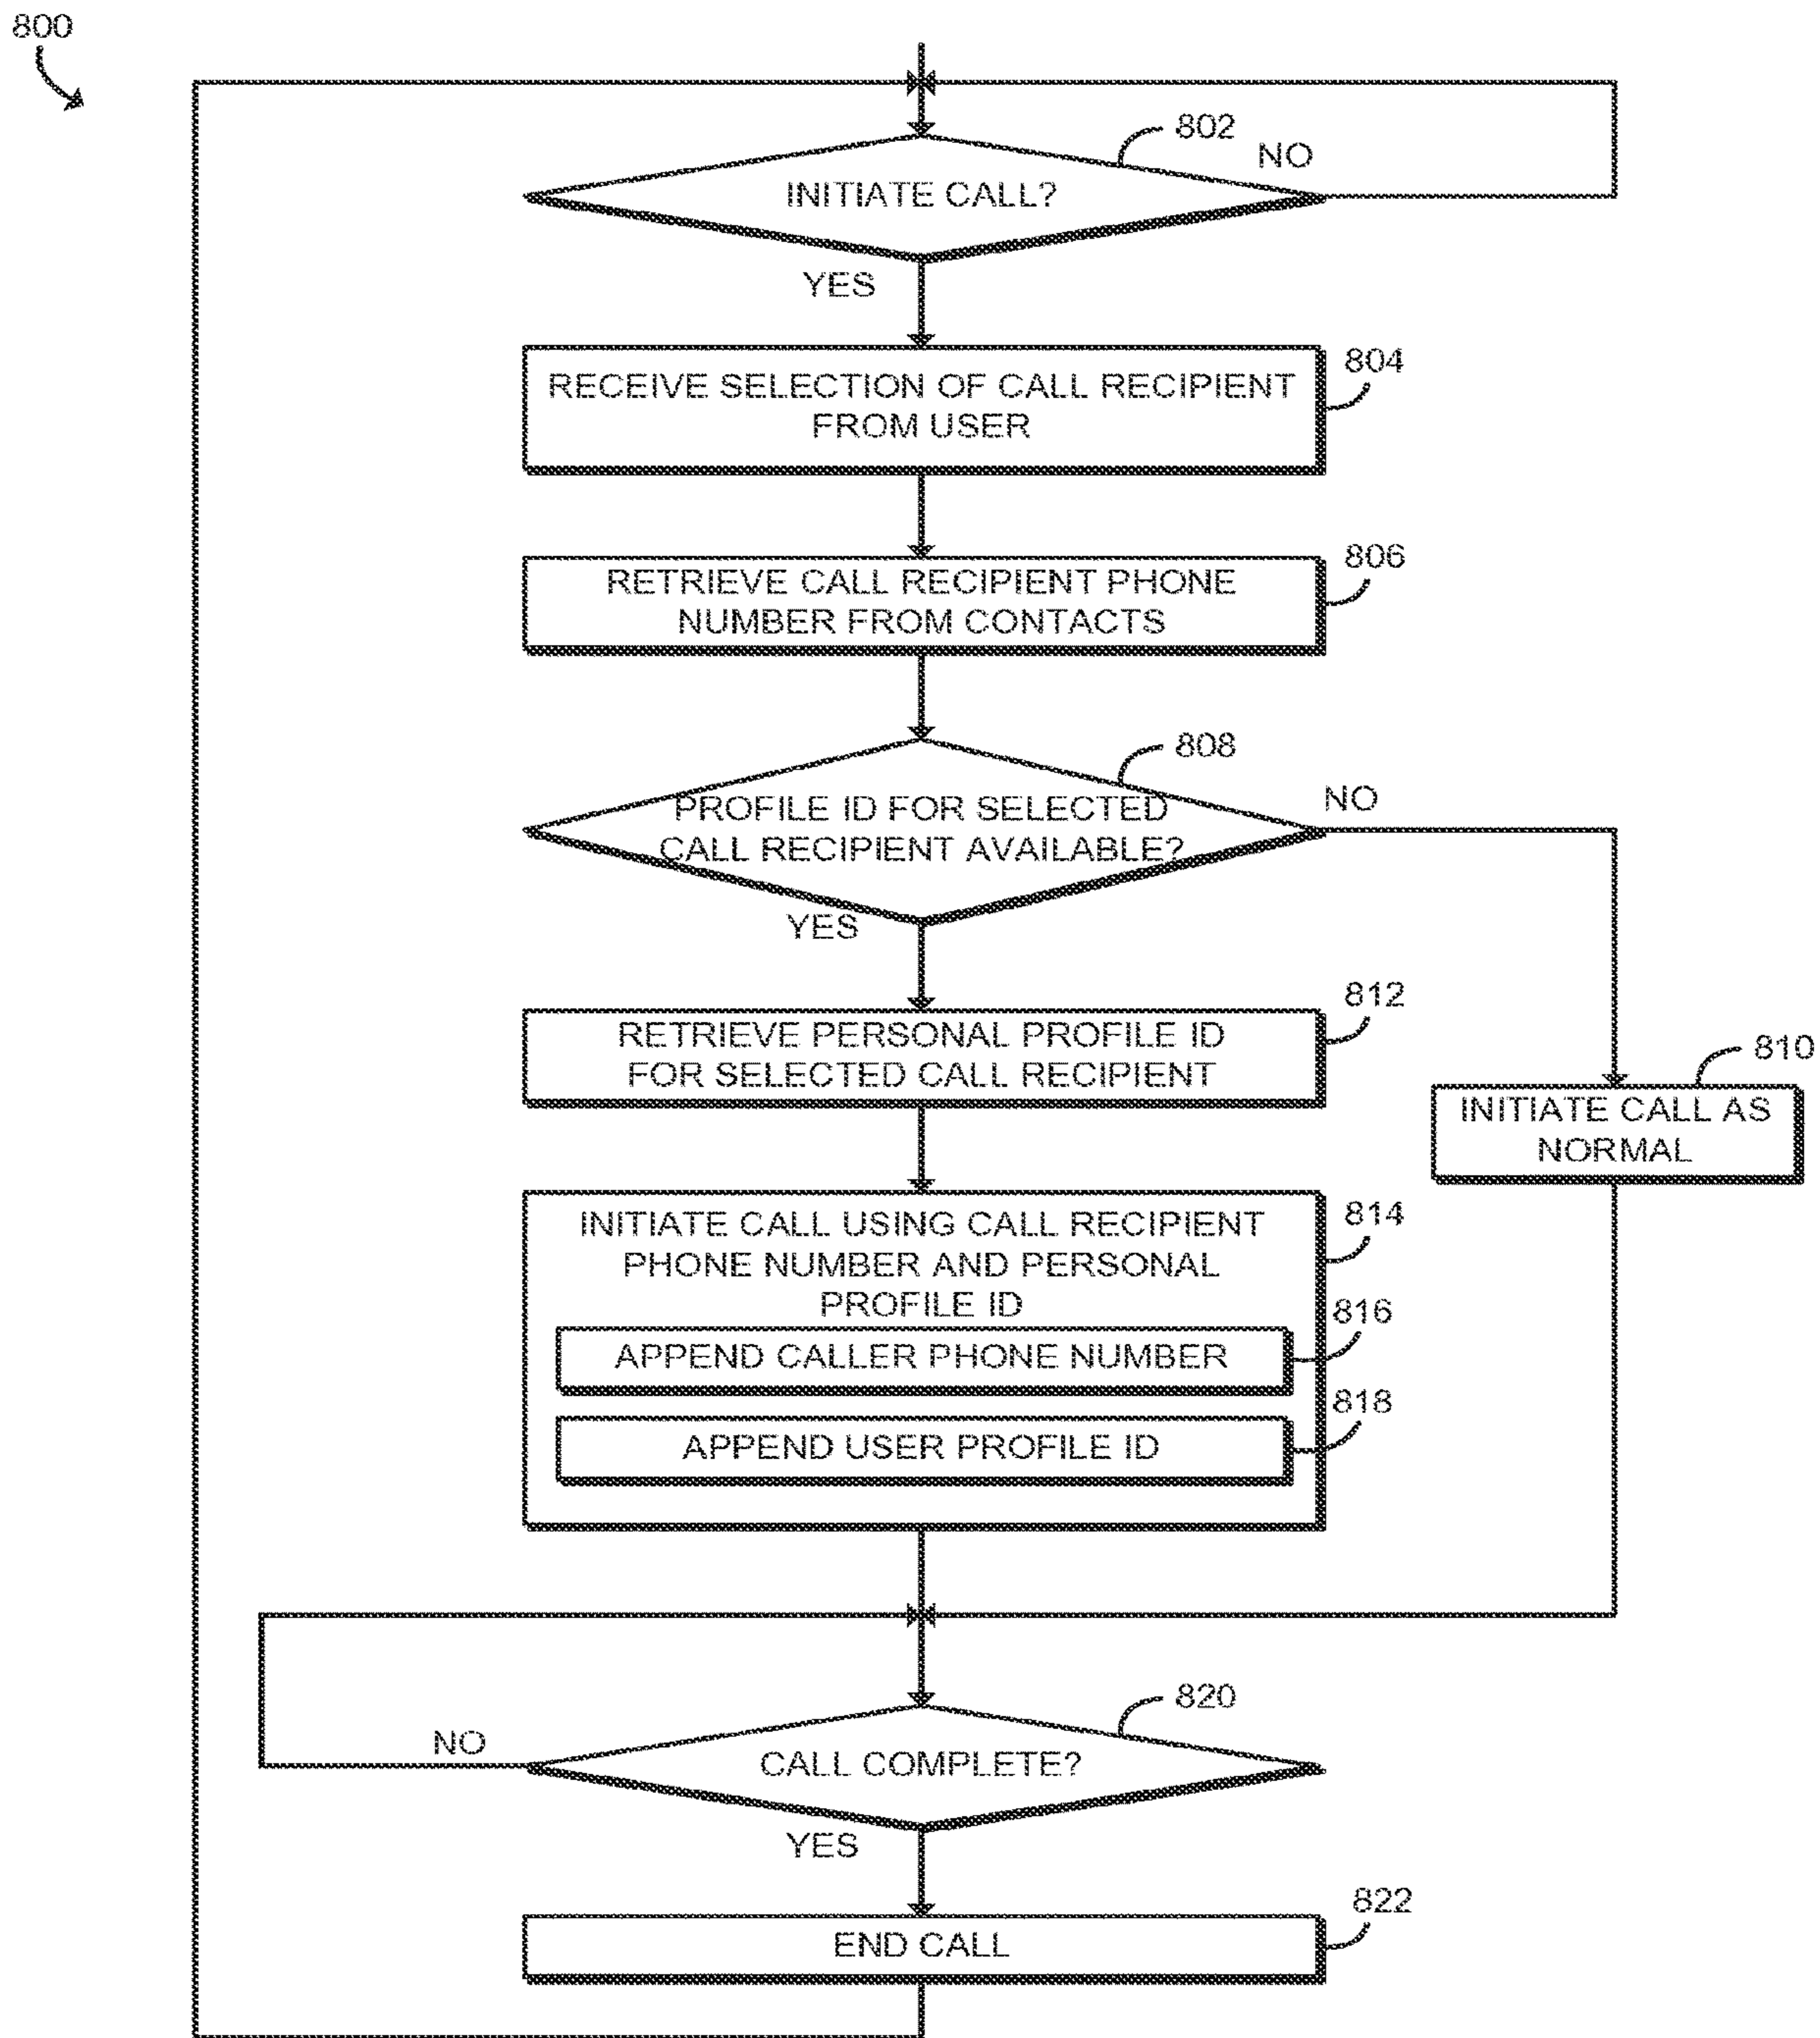 800
802
NO
INITIATE CALL?
YES
804
RECEIVE SELECTION OF CALL RECIPIENT
FROM USER
806
RETRIEVE CALL RECIPIENT PHONE
NUMBER FROM CONTACTS
808
NO
PROFILE ID FOR SELECTED
CALL RECIPIENT AVAILABLE?
YES
812
RETRIEVE PERSONAL PROFILE ID
FOR SELECTED CALL RECIPIENT
810
INITIATE CALL AS
NORMAL
814
INITIATE CALL USING CALL RECIPIENT
PHONE NUMBER AND PERSONAL
PROFILE ID
816
APPEND CALLER PHONE NUMBER
818
APPEND USER PROFILE ID
820
NO
CALL COMPLETE?
YES
822
END CALL